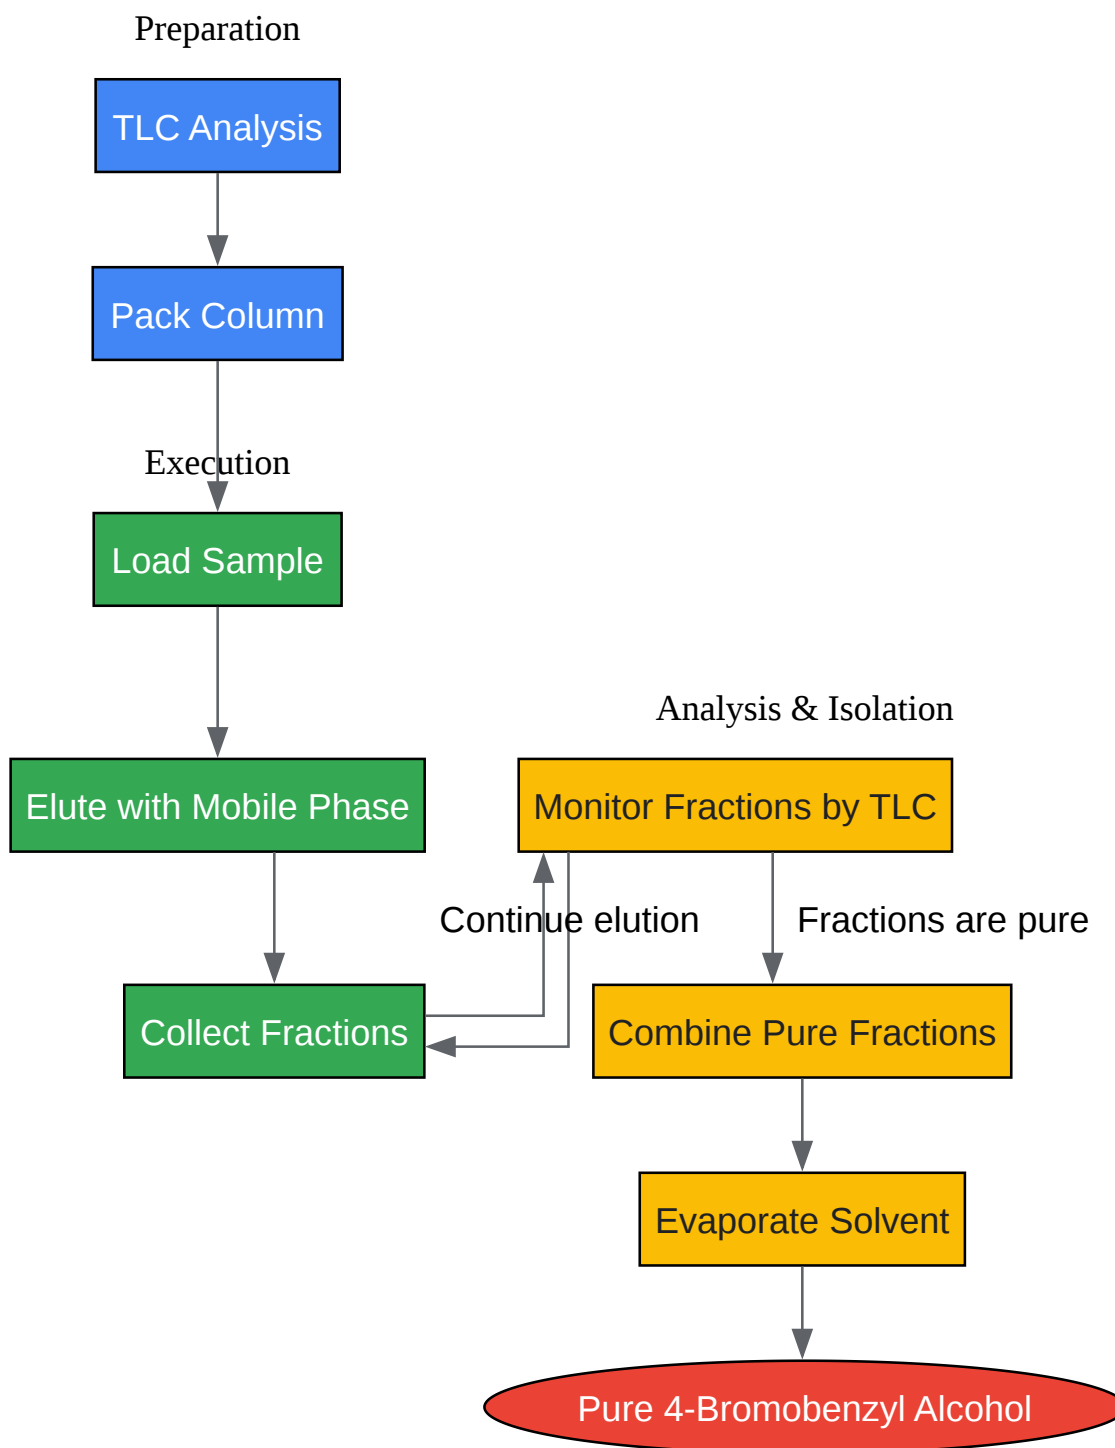 Preparation
TLC Analysis
Pack Column
Execution
Load Sample
Analysis & Isolation
Elute with Mobile Phase
Monitor Fractions by TLC
Continue elution
Fractions are pure
Collect Fractions
Combine Pure Fractions
Evaporate Solvent
Pure 4-Bromobenzyl Alcohol